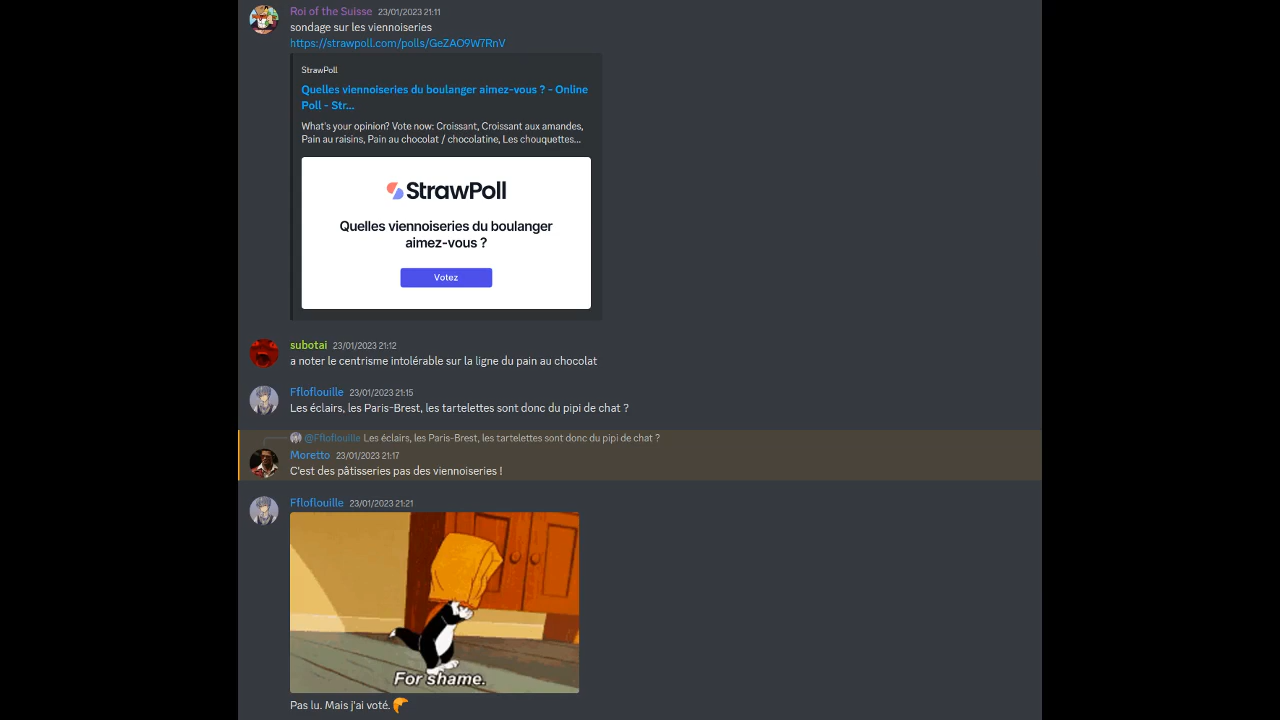 Roi of the Suisse 23/01/2023 21:11
sondage sur les viennoiseries
https://strawpoll.com/polls/GeZAO9W7RnV
StrawPoll
Quelles viennoiseries du boulanger aimez-vous ? - Online
Poll - Str...
What's your opinion? Vote now: Croissant, Croissant aux amandes,
Pain au raisins, Pain au chocolat / chocolatine, Les chouquettes...
StrawPoll
Quelles viennoiseries du boulanger
aimez-vous ?
Votez
subotai 23/01/2023 21:12
a noter le centrisme intolérable sur la ligne du pain au chocolat
Ffloflouille 23/01/2023 21:15
Les éclairs, les Paris-Brest, les tartelettes sont donc du pipi de chat ?
@Ffloflouille Les éclairs, les Paris-Brest, les tartelettes sont donc du pipi de chat ?
Moretto 23/01/2023 21:17
C'est des pâtisseries pas des viennoiseries !
Ffloflouille 23/01/2023 21:21
For shame.
Pas lu. Mais j'ai voté.